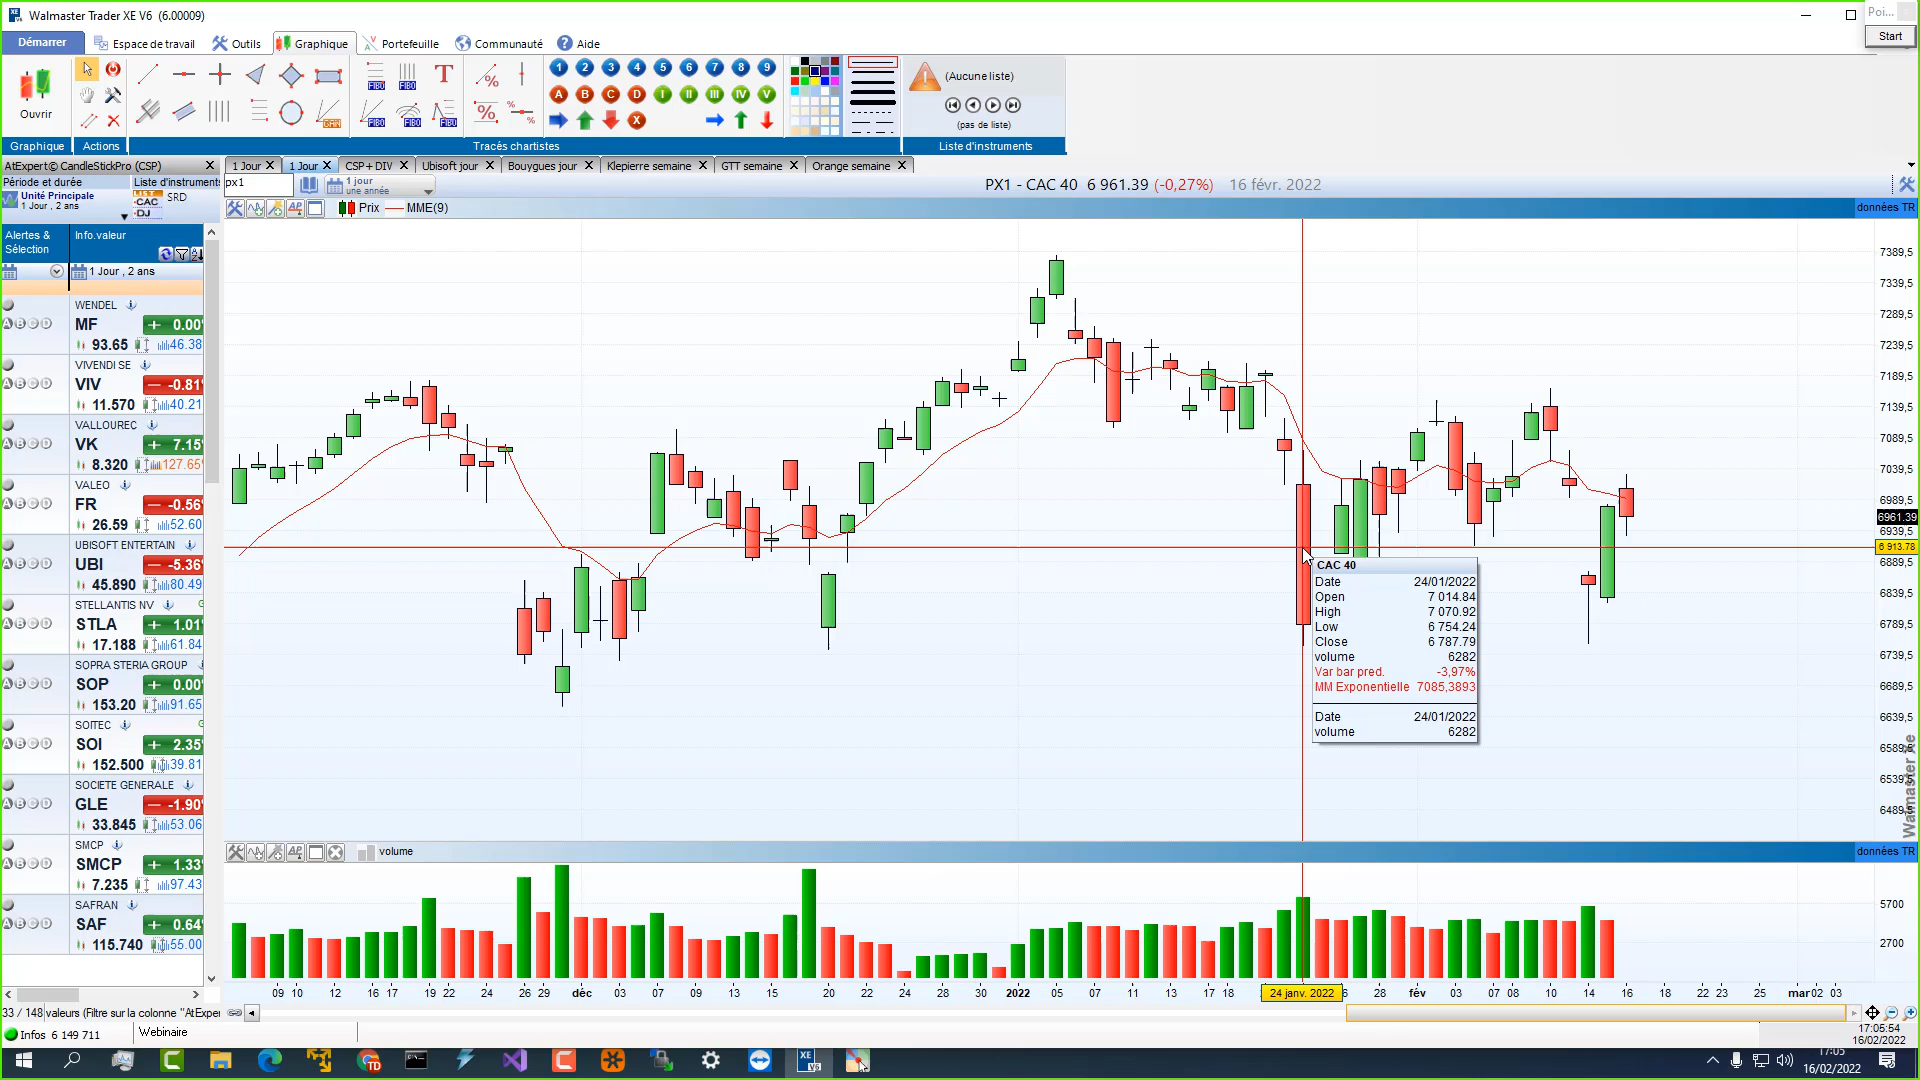 Walmaster Trader XE V6 (6.00009)
Poi...
Start
Démarrer
Espace de travail
Outils
Graphique
Portefeuille
Communauté
Aide
Ouvrir
(Aucune liste)
(pas de liste)
Graphique
Actions
Tracés chartistes
Liste d'instruments
AtExpert© CandleStickPro (CSP)
1 Jour
1 Jour
CSP+DIV
Ubisoft jour
Bouygues jour
Klepierre semaine
GTT semaine
Orange semaine
Période et durée
Liste d'instruments
Unité Principale
1 Jour, 2 ans
LIST
CAC
DJ
SRD
px1
1 jour
une année
PX1 - CAC 40 6 961.39 (-0,27%) 16 févr. 2022
Prix
MME(9)
données TR
Alertes &
Sélection
Info.valeur
1 Jour , 2 ans
WENDEL
MF
+ 0.00
93.65
46.38
VIVENDI SE
VIV
-0.81
11.570
40.21
VALLOUREC
VK
+ 7.15
8.320
127.65
VALEO
FR
-0.56
26.59
52.60
UBISOFT ENTERTAIN
UBI
-5.36
45.890
80.49
STELLANTIS NV
STLA
+ 1.01
17.188
61.84
SOPRA STERIA GROUP
SOP
+ 0.00
153.20
91.65
SOITEC
SOI
+ 2.35
152.500
39.81
SOCIETE GENERALE
GLE
-1.90
33.845
53.06
SMCP
SMCP
+ 1.33
7.235
97.43
SAFRAN
SAF
+ 0.64
115.740
55.00
7389,5
7339,5
7289,5
7239,5
7189,5
7139,5
7089,5
7039,5
6989,5
6961.39
6939,5
6 913.78
6889,5
6839,5
6789,5
6739,5
6689,5
6639,5
6589,5
6539,5
6489,5
Walmaster Xe
CAC 40
Date 24/01/2022
Open 7 014.84
High 7 070.92
Low 6 754.24
Close 6 787.79
volume 6282
Var bar pred. -3,97%
MM Exponentielle 7085,3893
Date 24/01/2022
volume 6282
volume
données TR
5700
2700
09 10 12 16 17 19 22 24 26 29 déc 03 07 09 13 15 20 22 24 28 30 2022 05 07 11 13 17 18 24 janv. 2022 28 fév 03 07 08 10 14 16 18 22 23 25 mar 02 03
33 / 148 valeurs (Filtre sur la colonne "AtExper
Infos 6 149 711
Webinaire
17:05:54
16/02/2022
17:05
16/02/2022